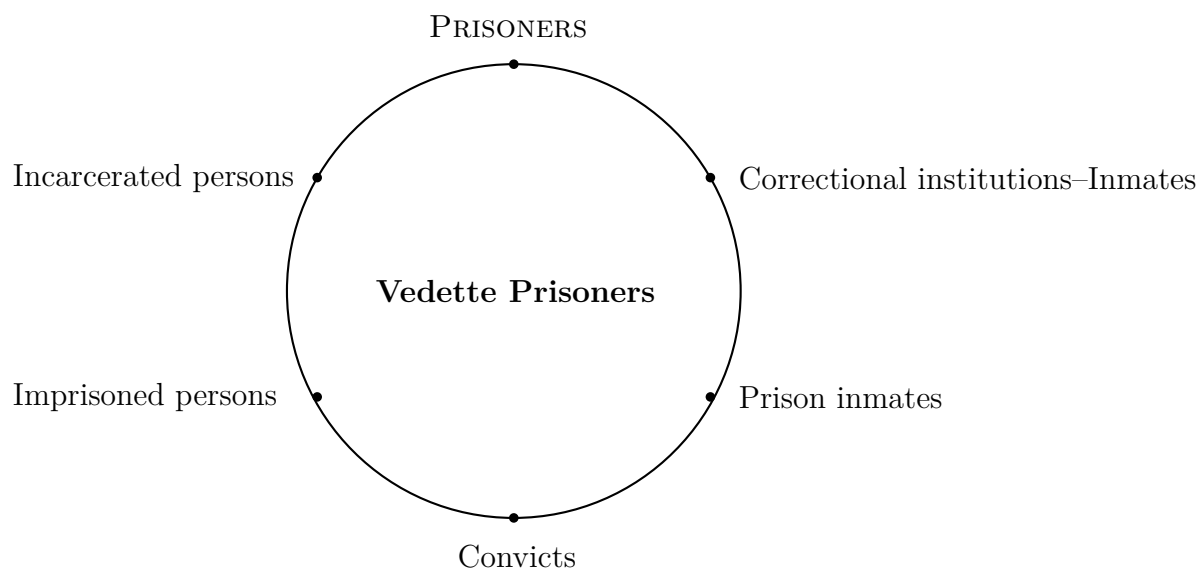 PRISONERS
Incarcerated persons
Correctional institutions–Inmates
Vedette Prisoners
Imprisoned persons
Prison inmates
Convicts